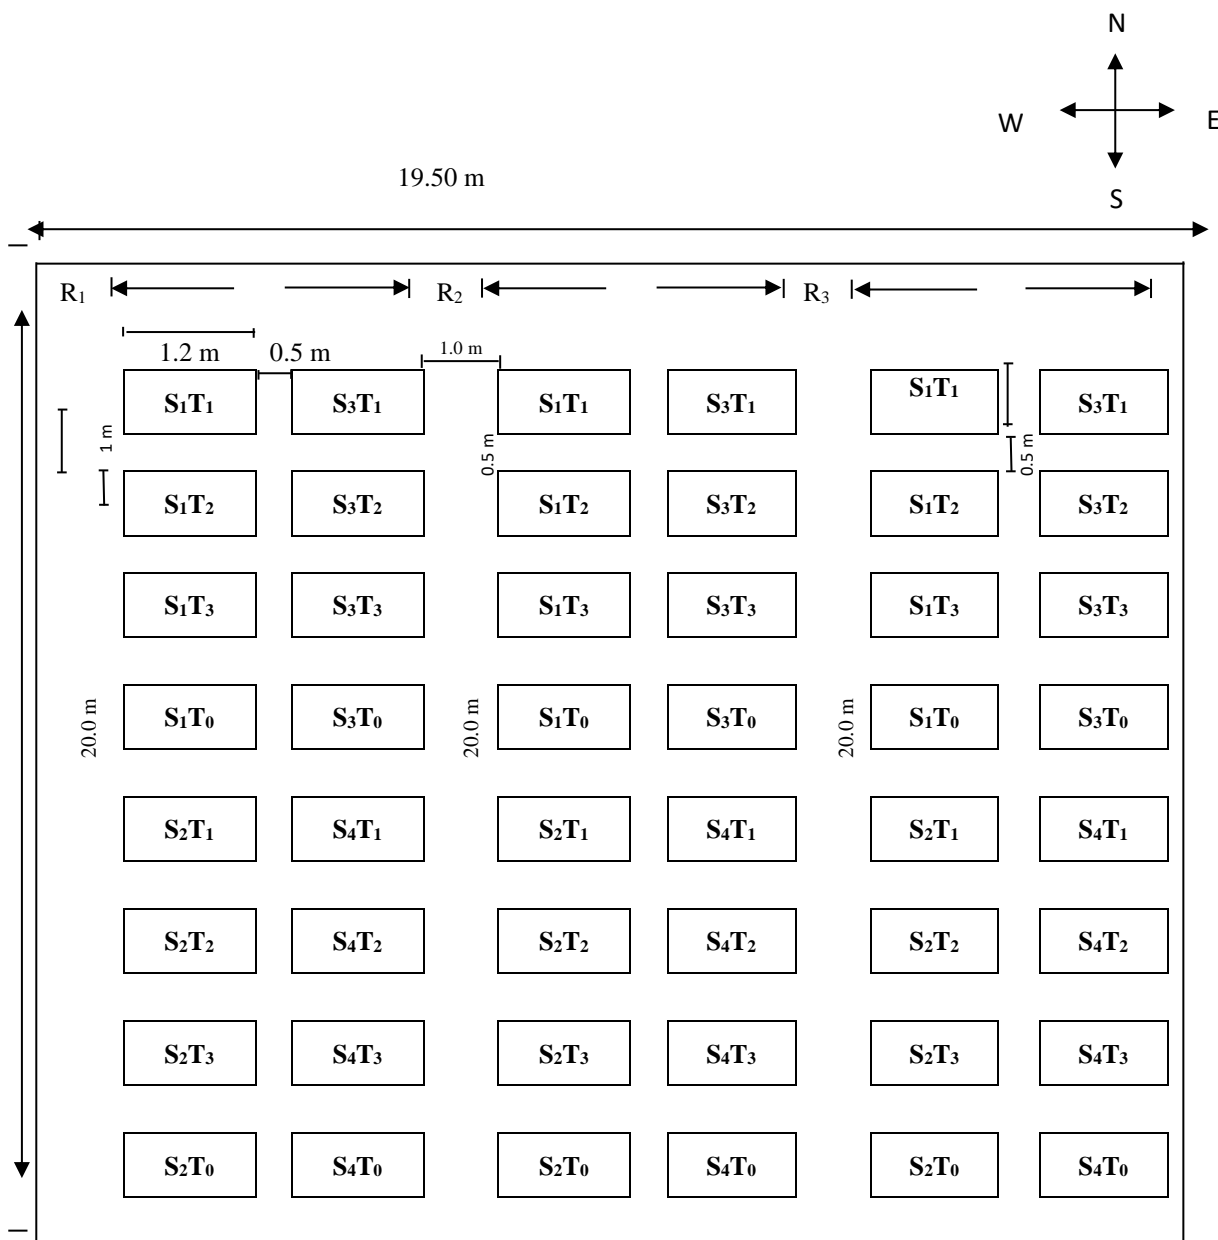 N
W E
S
19.50 m
R₁ R₂ R₃
1.2 m 0.5 m 1.0 m
S₁T₁ S₃T₁ S₁T₁ S₃T₁ S₁T₁ S₃T₁
1 m 0.5 m 0.5 m
S₁T₂ S₃T₂ S₁T₂ S₃T₂ S₁T₂ S₃T₂
S₁T₃ S₃T₃ S₁T₃ S₃T₃ S₁T₃ S₃T₃
20.0 m S₁T₀ S₃T₀ 20.0 m S₁T₀ S₃T₀ 20.0 m S₁T₀ S₃T₀
S₂T₁ S₄T₁ S₂T₁ S₄T₁ S₂T₁ S₄T₁
S₂T₂ S₄T₂ S₂T₂ S₄T₂ S₂T₂ S₄T₂
S₂T₃ S₄T₃ S₂T₃ S₄T₃ S₂T₃ S₄T₃
S₂T₀ S₄T₀ S₂T₀ S₄T₀ S₂T₀ S₄T₀